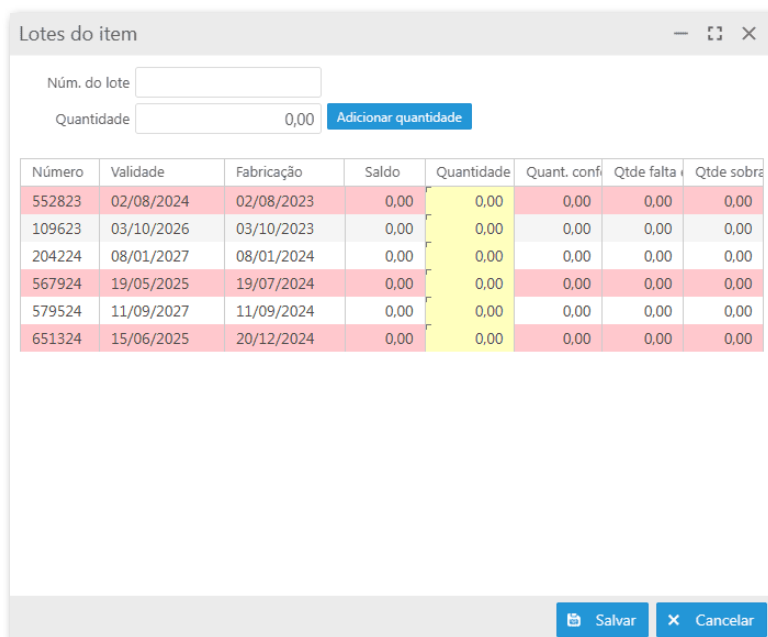 Lotes do item
Núm. do lote
Quantidade 0,00 Adicionar quantidade
Número Validade Fabricação Saldo Quantidade Quant. conf Qtde falta Qtde sobra
552823 02/08/2024 02/08/2023 0,00 0,00 0,00 0,00 0,00
109623 03/10/2026 03/10/2023 0,00 0,00 0,00 0,00 0,00
204224 08/01/2027 08/01/2024 0,00 0,00 0,00 0,00 0,00
567924 19/05/2025 19/07/2024 0,00 0,00 0,00 0,00 0,00
579524 11/09/2027 11/09/2024 0,00 0,00 0,00 0,00 0,00
651324 15/06/2025 20/12/2024 0,00 0,00 0,00 0,00 0,00
Salvar Cancelar